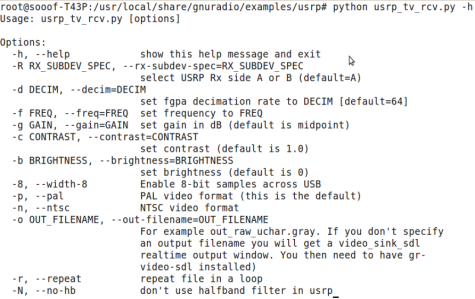 root@sooof-T43P:/usr/local/share/gnuradio/examples/usrp# python usrp_tv_rcv.py -h
Usage: usrp_tv_rcv.py [options]

Options:
  -h, --help            show this help message and exit
  -R RX_SUBDEV_SPEC, --rx-subdev-spec=RX_SUBDEV_SPEC
                        select USRP Rx side A or B (default=A)
  -d DECIM, --decim=DECIM
                        set fgpa decimation rate to DECIM [default=64]
  -f FREQ, --freq=FREQ  set frequency to FREQ
  -g GAIN, --gain=GAIN  set gain in dB (default is midpoint)
  -c CONTRAST, --contrast=CONTRAST
                        set contrast (default is 1.0)
  -b BRIGHTNESS, --brightness=BRIGHTNESS
                        set brightness (default is 0)
  -8, --width-8         Enable 8-bit samples across USB
  -p, --pal             PAL video format (this is the default)
  -n, --ntsc            NTSC video format
  -o OUT_FILENAME, --out-filename=OUT_FILENAME
                        For example out_raw_uchar.gray. If you don't specify
                        an output filename you will get a video_sink_sdl
                        realtime output window. You then need to have gr-
                        video-sdl installed)
  -r, --repeat          repeat file in a loop
  -N, --no-hb           don't use halfband filter in usrp